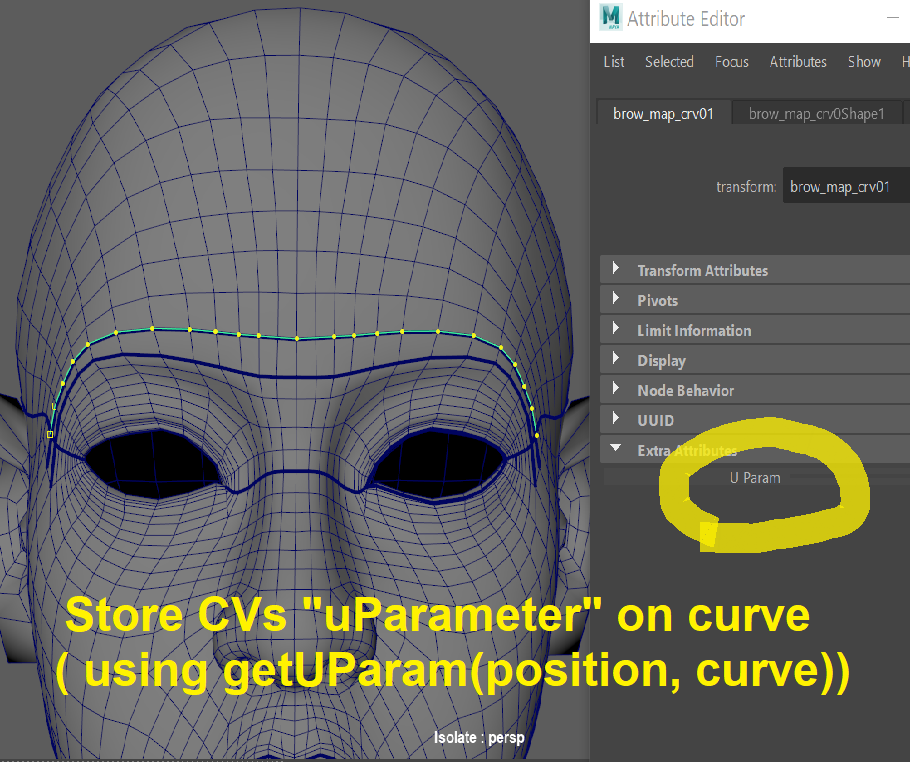 Attribute Editor
List Selected Focus Attributes Show H
brow_map_crv01 brow_map_crv0Shape1
transform: brow_map_crv01
Transform Attributes
Pivots
Limit Information
Display
Node Behavior
UUID
Extra Attributes
U Param
Store CVs "uParameter" on curve
( using getUParam(position, curve))
Isolate : persp